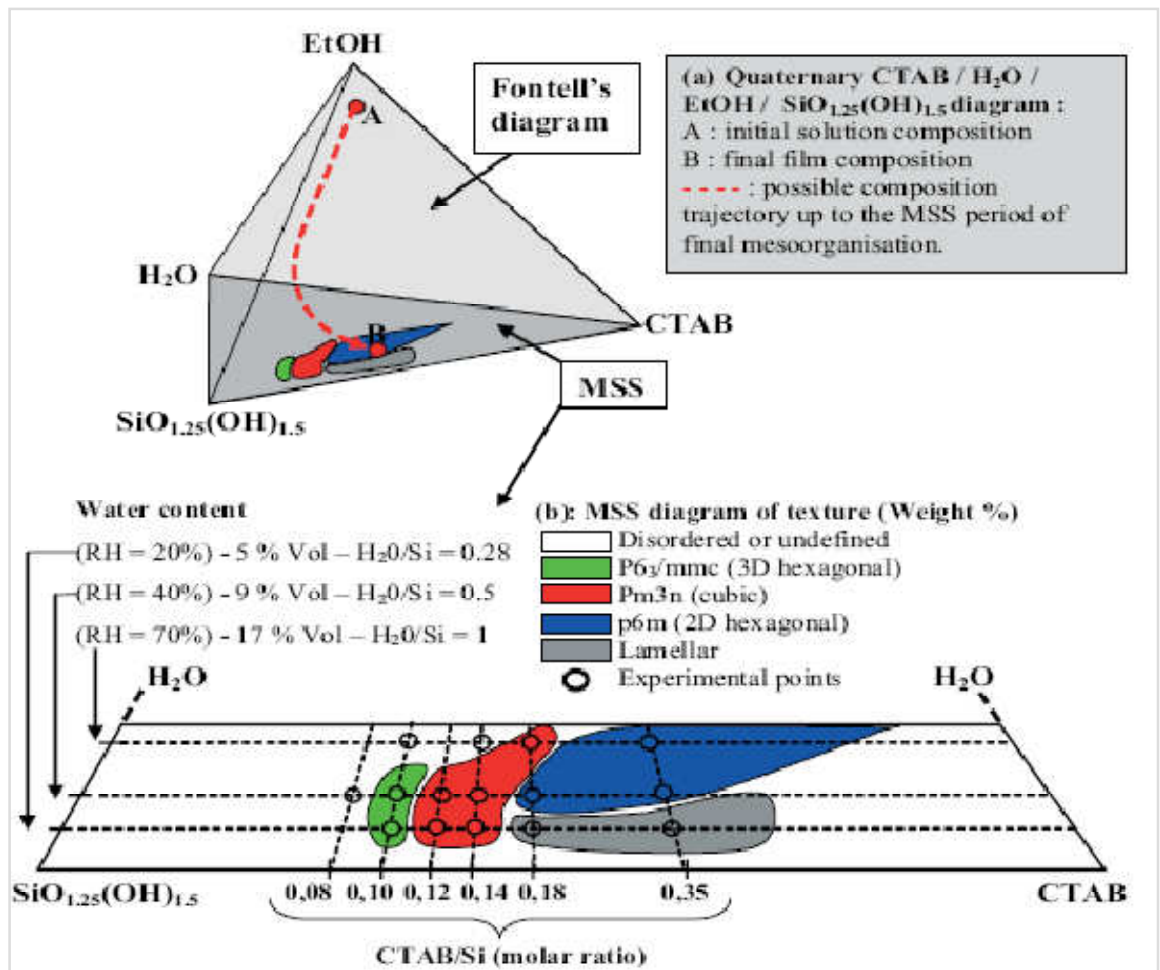 EtOH
Fontell's
diagram
A
(a) Quaternary CTAB / H₂O /
EtOH / SiO₁.₂₅(OH)₁.₅ diagram :
A : initial solution composition
B : final film composition
: possible composition
trajectory up to the MSS period of
final mesoorganisation.
H₂O
B
CTAB
MSS
SiO₁.₂₅(OH)₁.₅
Water content
(RH = 20%) - 5 % Vol – H₂0/Si = 0.28
(RH = 40%) - 9 % Vol – H₂0/Si = 0.5
(RH = 70%) - 17 % Vol – H₂0/Si = 1
(b): MSS diagram of texture (Weight %)
Disordered or undefined
P6₃/mmc (3D hexagonal)
Pm3n (cubic)
p6m (2D hexagonal)
Lamellar
Experimental points
H₂O H₂O
SiO₁.₂₅(OH)₁.₅ 0,08 0,10 0,12 0,14 0,18 0,35 CTAB
CTAB/Si (molar ratio)